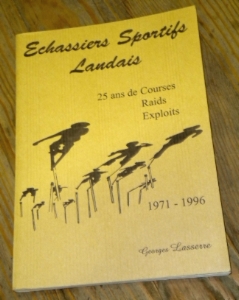 Echassiers Sportifs
Landais
25 ans de Courses
Raids
Exploits
1971 - 1996
Georges Lasserre